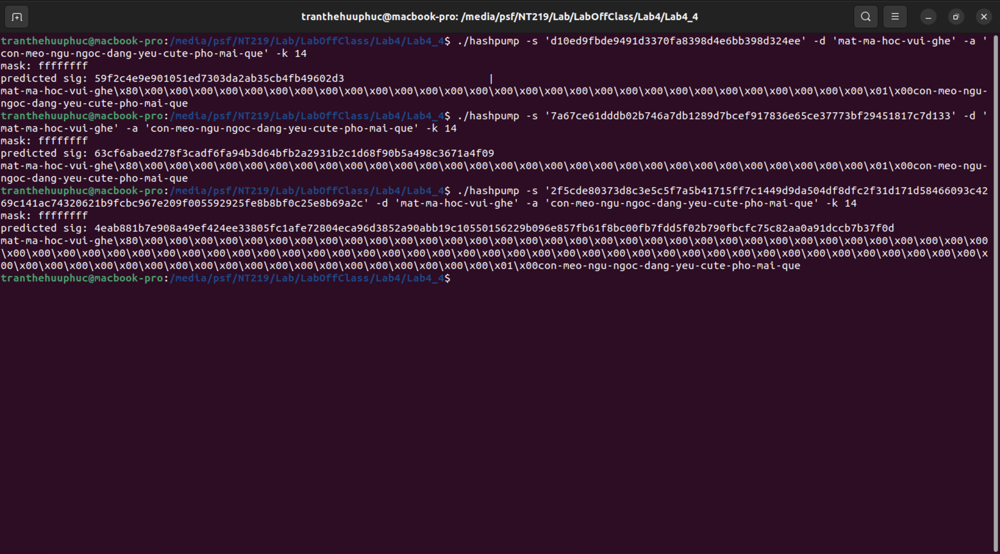 tranthehuuphuc@macbook-pro: /media/psf/NT219/Lab/LabOffClass/Lab4/Lab4_4
tranthehuuphuc@macbook-pro:/media/psf/NT219/Lab/LabOffClass/Lab4/Lab4_4$ ./hashpump -s 'd10ed9fbde9491d3370fa8398d4e6bb398d324ee' -d 'mat-ma-hoc-vui-ghe' -a '
con-meo-ngu-ngoc-dang-yeu-cute-pho-mai-que' -k 14
mask: ffffffff
predicted sig: 59f2c4e9e901051ed7303da2ab35cb4fb49602d3 |
mat-ma-hoc-vui-ghe\x80\x00\x00\x00\x00\x00\x00\x00\x00\x00\x00\x00\x00\x00\x00\x00\x00\x00\x00\x00\x00\x00\x00\x00\x00\x00\x00\x00\x00\x00\x01\x00con-meo-ngu-
ngoc-dang-yeu-cute-pho-mai-que
tranthehuuphuc@macbook-pro:/media/psf/NT219/Lab/LabOffClass/Lab4/Lab4_4$ ./hashpump -s '7a67ce61dddb02b746a7db1289d7bcef917836e65ce37773bf29451817c7d133' -d '
mat-ma-hoc-vui-ghe' -a 'con-meo-ngu-ngoc-dang-yeu-cute-pho-mai-que' -k 14
mask: ffffffff
predicted sig: 63cf6abaed278f3cadf6fa94b3d64bfb2a2931b2c1d68f90b5a498c3671a4f09
mat-ma-hoc-vui-ghe\x80\x00\x00\x00\x00\x00\x00\x00\x00\x00\x00\x00\x00\x00\x00\x00\x00\x00\x00\x00\x00\x00\x00\x00\x00\x00\x00\x00\x00\x00\x01\x00con-meo-ngu-
ngoc-dang-yeu-cute-pho-mai-que
tranthehuuphuc@macbook-pro:/media/psf/NT219/Lab/LabOffClass/Lab4/Lab4_4$ ./hashpump -s '2f5cde80373d8c3e5c5f7a5b41715ff7c1449d9da504df8dfc2f31d171d58466093c42
69c141ac74320621b9fcbc967e209f005592925fe8b8bf0c25e8b69a2c' -d 'mat-ma-hoc-vui-ghe' -a 'con-meo-ngu-ngoc-dang-yeu-cute-pho-mai-que' -k 14
mask: ffffffff
predicted sig: 4eab881b7e908a49ef424ee33805fc1afe72804eca96d3852a90abb19c10550156229b096e857fb61f8bc00fb7fdd5f02b790fbcfc75c82aa0a91dccb7b37f0d
mat-ma-hoc-vui-ghe\x80\x00\x00\x00\x00\x00\x00\x00\x00\x00\x00\x00\x00\x00\x00\x00\x00\x00\x00\x00\x00\x00\x00\x00\x00\x00\x00\x00\x00\x00\x00\x00\x00\x00\x00
\x00\x00\x00\x00\x00\x00\x00\x00\x00\x00\x00\x00\x00\x00\x00\x00\x00\x00\x00\x00\x00\x00\x00\x00\x00\x00\x00\x00\x00\x00\x00\x00\x00\x00\x00\x00\x00\x00\x00\x
00\x00\x00\x00\x00\x00\x00\x00\x00\x00\x00\x00\x00\x00\x00\x00\x00\x00\x00\x00\x01\x00con-meo-ngu-ngoc-dang-yeu-cute-pho-mai-que
tranthehuuphuc@macbook-pro:/media/psf/NT219/Lab/LabOffClass/Lab4/Lab4_4$